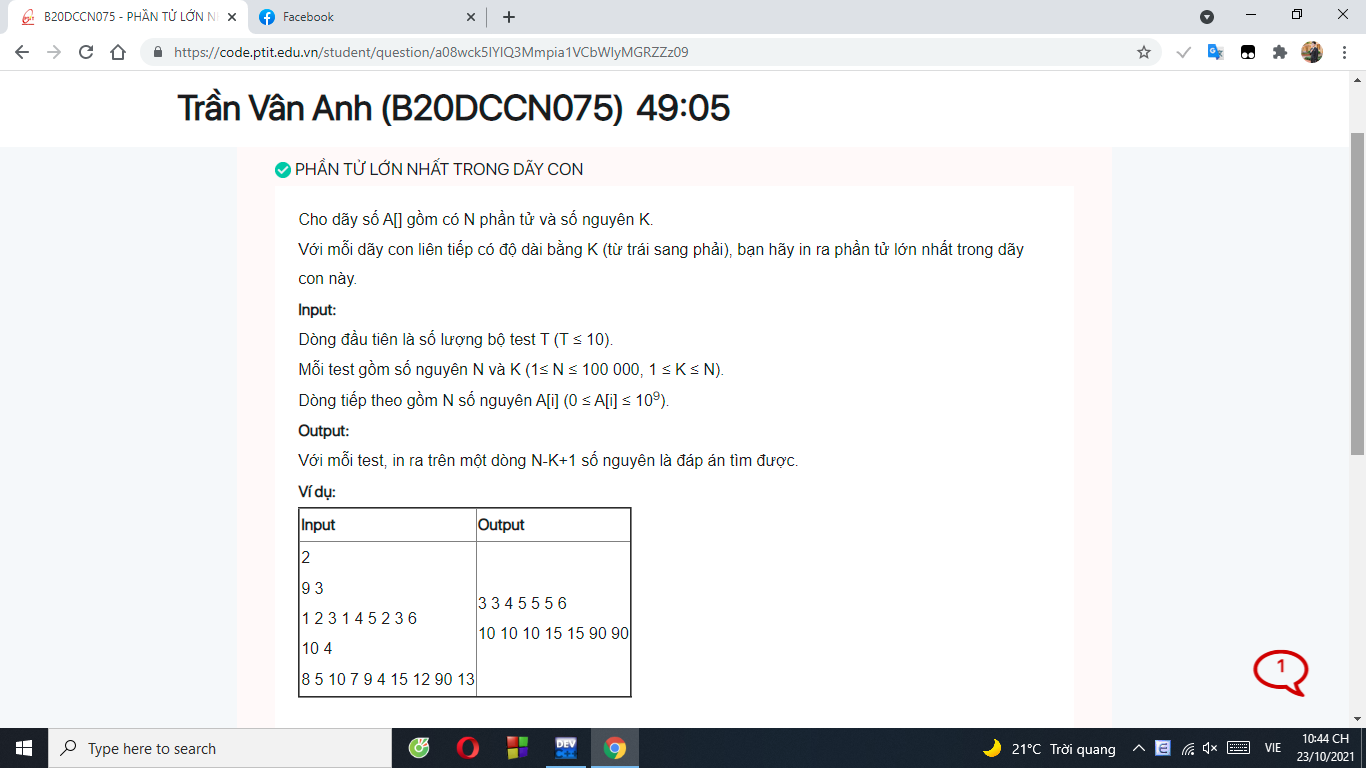 B20DCCN075 - PHẦN TỬ LỚN N
Facebook
https://code.ptit.edu.vn/student/question/a08wck5lYlQ3Mmpia1VCbWlyMGRZZz09
Trần Vân Anh (B20DCCN075) 49:05
PHẦN TỬ LỚN NHẤT TRONG DÃY CON
Cho dãy số A[] gồm có N phần tử và số nguyên K.
Với mỗi dãy con liên tiếp có độ dài bằng K (từ trái sang phải), bạn hãy in ra phần tử lớn nhất trong dãy
con này.
Input:
Dòng đầu tiên là số lượng bộ test T (T ≤ 10).
Mỗi test gồm số nguyên N và K (1≤ N ≤ 100 000, 1 ≤ K ≤ N).
Dòng tiếp theo gồm N số nguyên A[i] (0 ≤ A[i] ≤ 10⁹).
Output:
Với mỗi test, in ra trên một dòng N-K+1 số nguyên là đáp án tìm được.
Ví dụ:
Input Output
2
9 3
1 2 3 1 4 5 2 3 6
10 4
8 5 10 7 9 4 15 12 90 13
3 3 4 5 5 5 6
10 10 10 15 15 90 90
1
Type here to search
DEV
21°C Trời quang
VIE
10:44 CH
23/10/2021